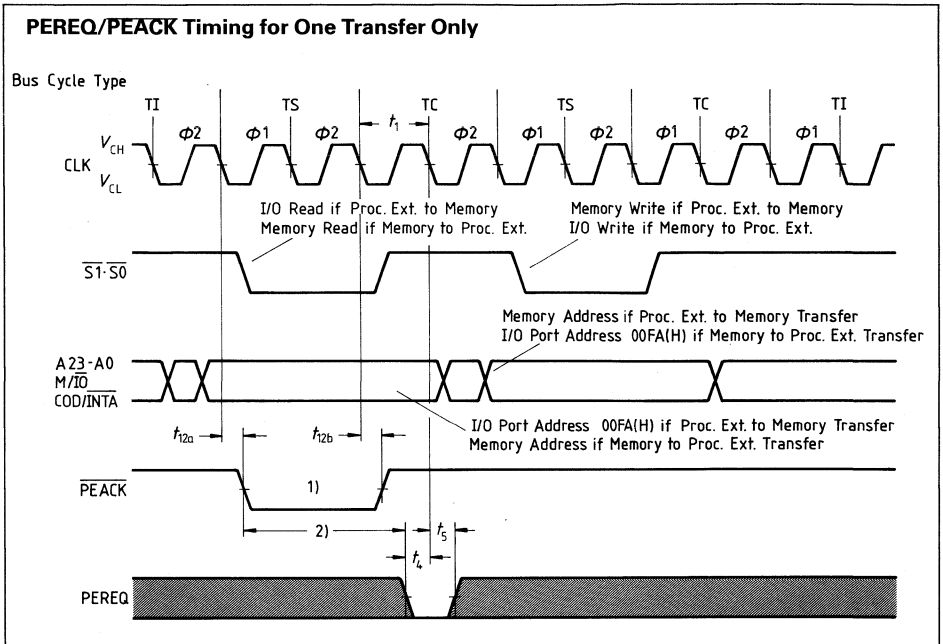 PEREQ/PEACK Timing for One Transfer Only
Bus Cycle Type
TI TS TC TS TC TI
ϕ2 ϕ1 ϕ2 t1 ϕ2 ϕ1 ϕ2 ϕ1 ϕ2 ϕ1
VCH
CLK
VCL
I/O Read if Proc. Ext. to Memory
Memory Read if Memory to Proc. Ext.
Memory Write if Proc. Ext. to Memory
I/O Write if Memory to Proc. Ext.
S1·S0
Memory Address if Proc. Ext. to Memory Transfer
I/O Port Address 00FA(H) if Memory to Proc. Ext. Transfer
A23-A0
M/IO
COD/INTA
I/O Port Address 00FA(H) if Proc. Ext. to Memory Transfer
Memory Address if Memory to Proc. Ext. Transfer
t12a t12b
PEACK
1)
2)
t5
t4
PEREQ